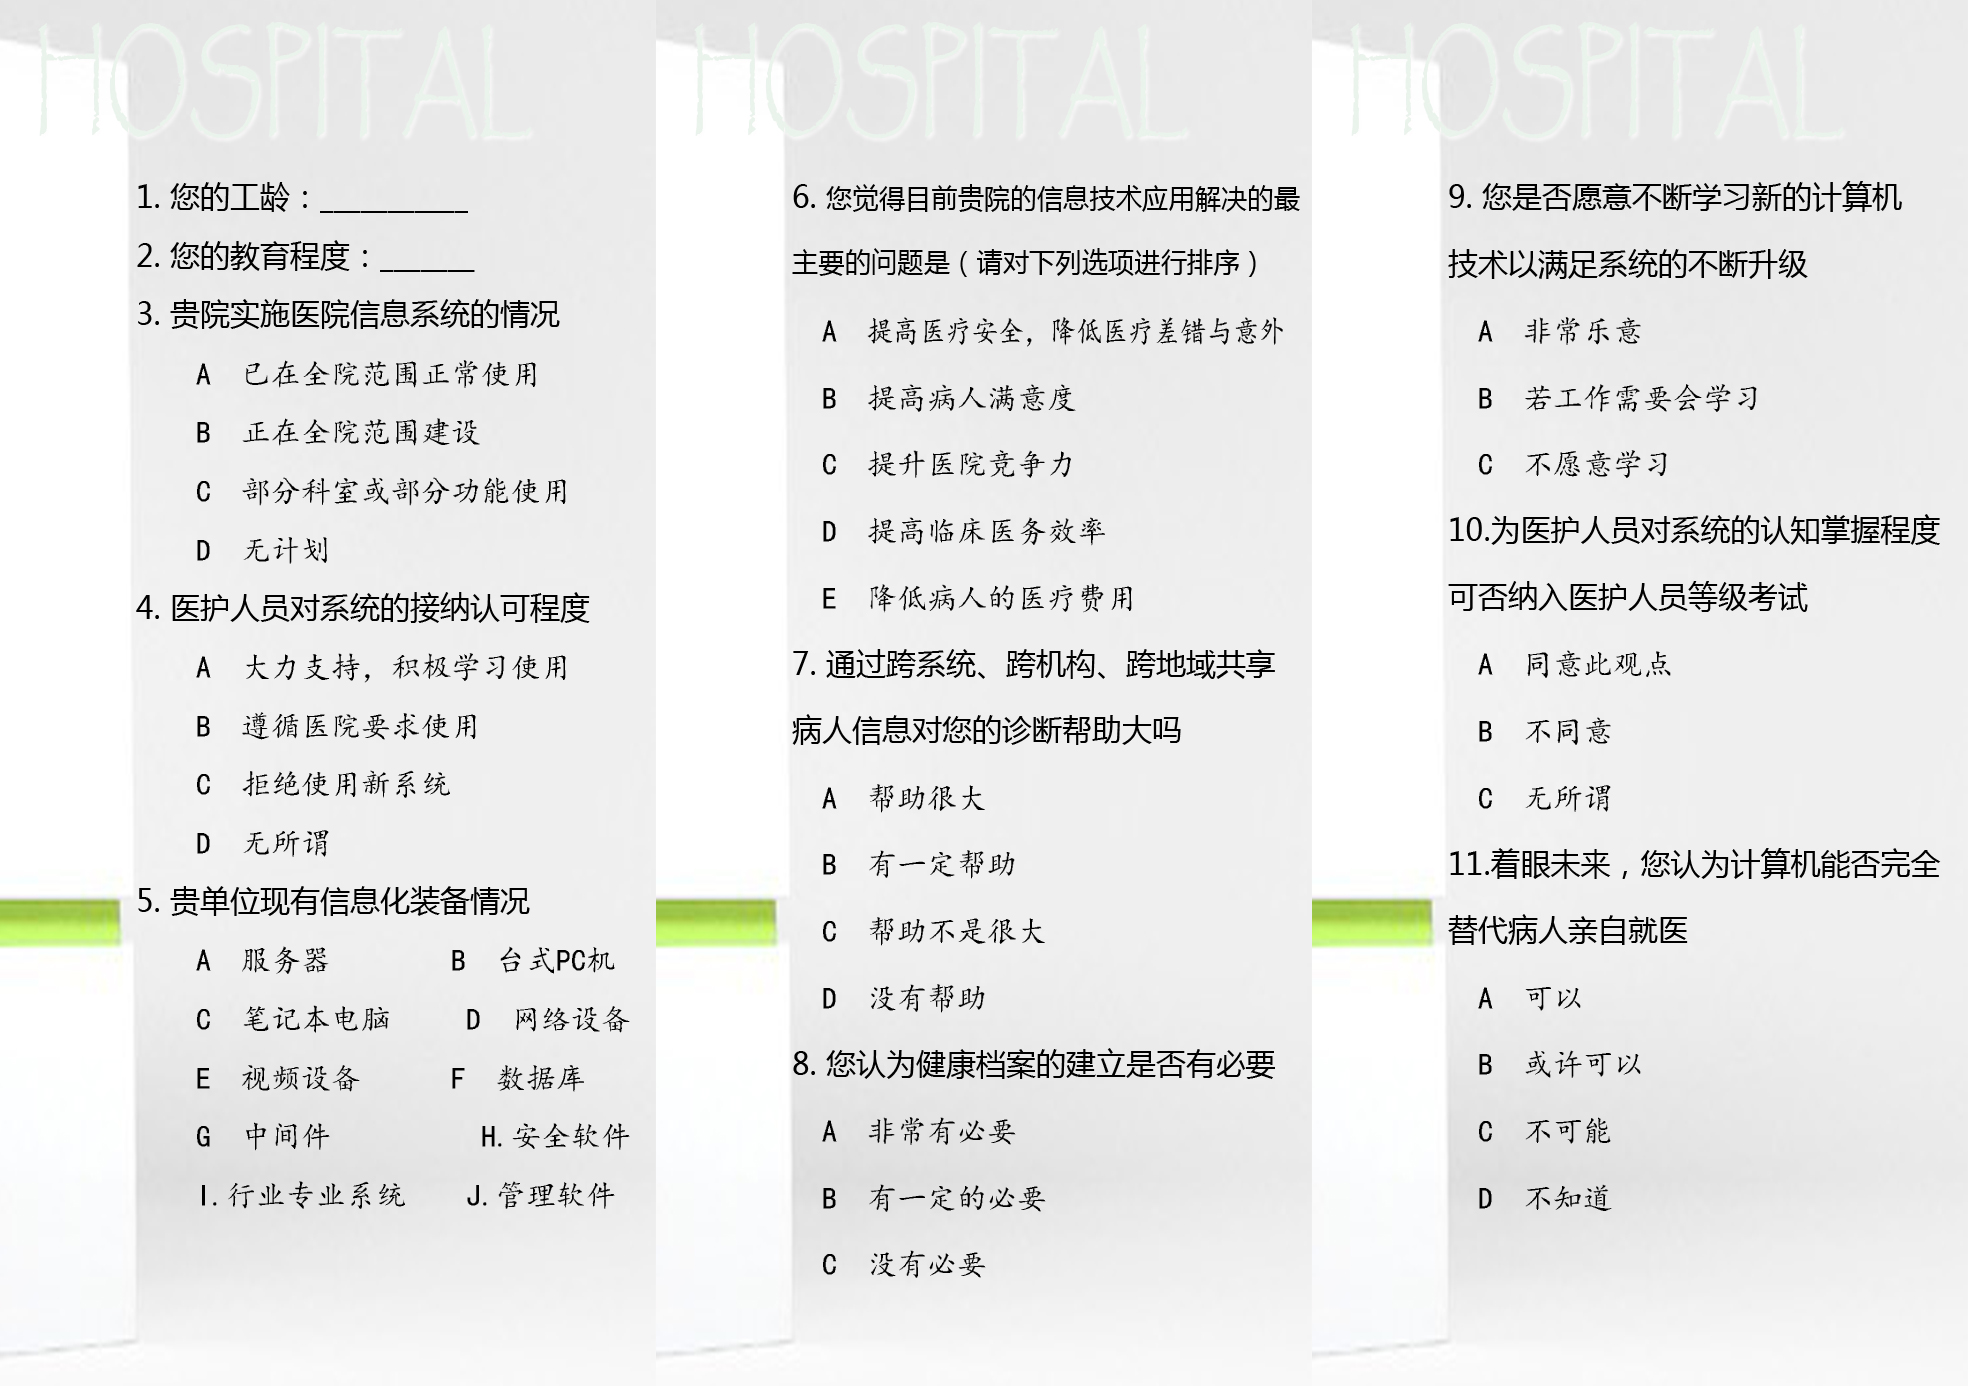 HOSPITAL
1. 您的工龄：___________
2. 您的教育程度：_______
3. 贵院实施医院信息系统的情况
A 已在全院范围正常使用
B 正在全院范围建设
C 部分科室或部分功能使用
D 无计划
4. 医护人员对系统的接纳认可程度
A 大力支持，积极学习使用
B 遵循医院要求使用
C 拒绝使用新系统
D 无所谓
5. 贵单位现有信息化装备情况
A 服务器 B 台式PC机
C 笔记本电脑 D 网络设备
E 视频设备 F 数据库
G 中间件 H.安全软件
I.行业专业系统 J.管理软件
HOSPITAL
6. 您觉得目前贵院的信息技术应用解决的最
主要的问题是（请对下列选项进行排序）
A 提高医疗安全，降低医疗差错与意外
B 提高病人满意度
C 提升医院竞争力
D 提高临床医务效率
E 降低病人的医疗费用
7. 通过跨系统、跨机构、跨地域共享
病人信息对您的诊断帮助大吗
A 帮助很大
B 有一定帮助
C 帮助不是很大
D 没有帮助
8. 您认为健康档案的建立是否有必要
A 非常有必要
B 有一定的必要
C 没有必要
HOSPITAL
9. 您是否愿意不断学习新的计算机
技术以满足系统的不断升级
A 非常乐意
B 若工作需要会学习
C 不愿意学习
10.为医护人员对系统的认知掌握程度
可否纳入医护人员等级考试
A 同意此观点
B 不同意
C 无所谓
11.着眼未来，您认为计算机能否完全
替代病人亲自就医
A 可以
B 或许可以
C 不可能
D 不知道